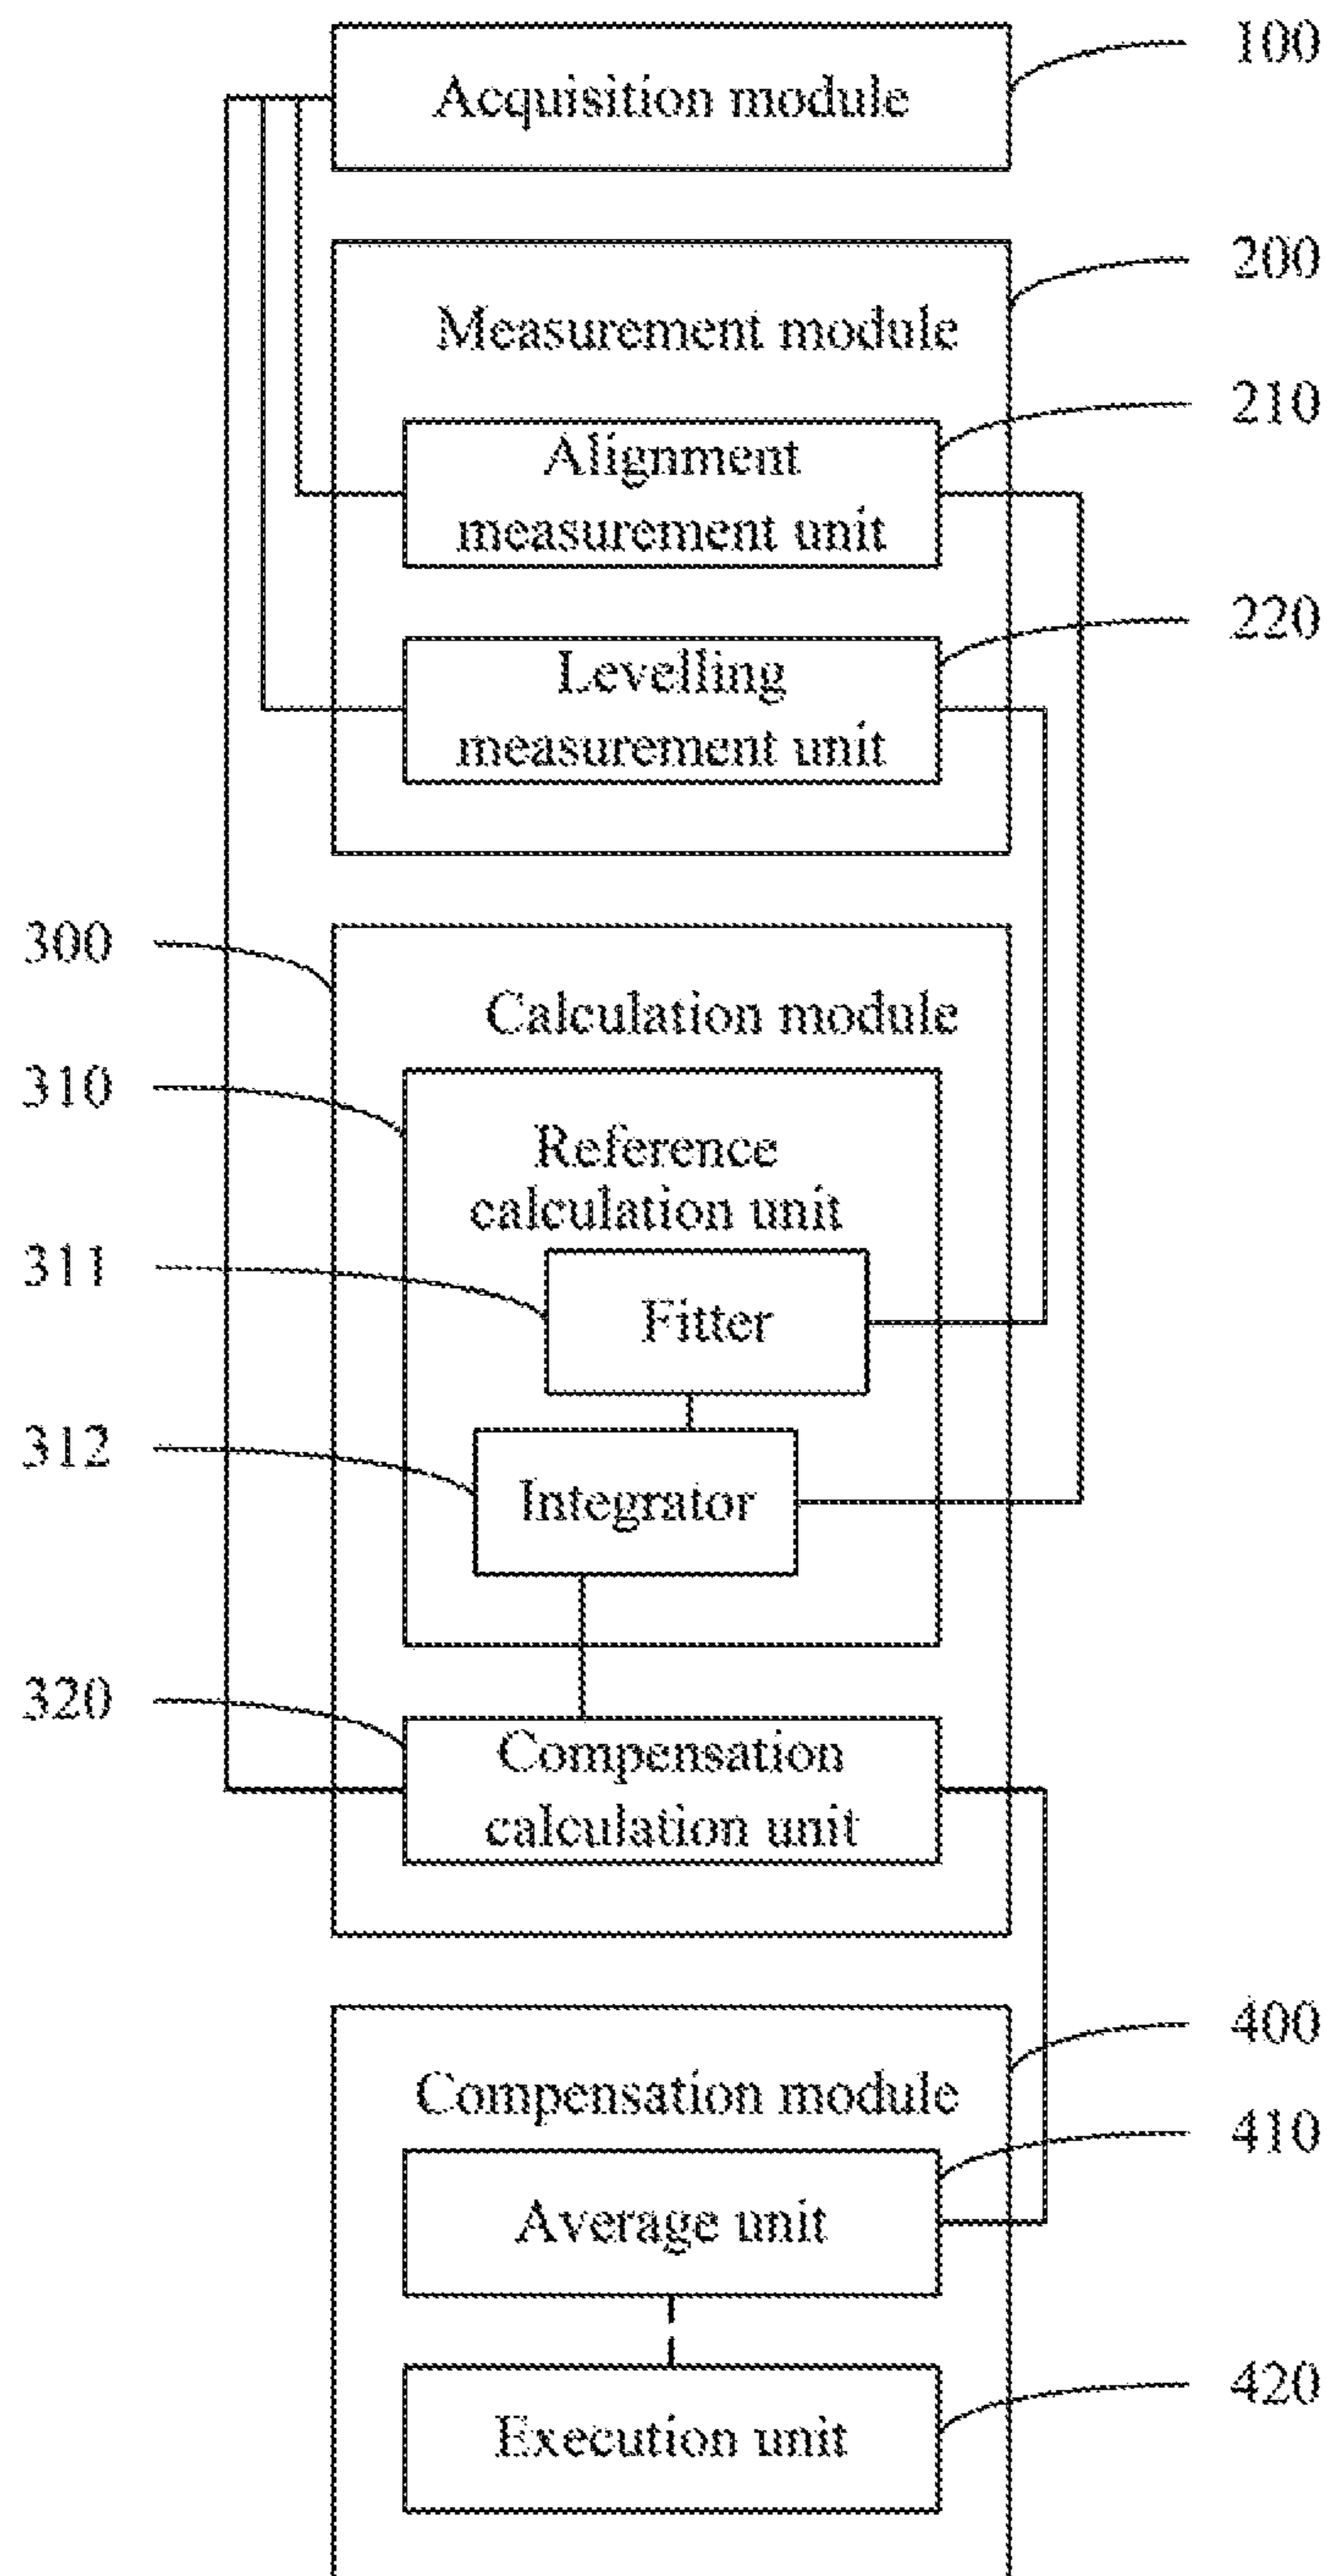 Acquisition module
100
Measurement module
200
Alignment
measurement unit
210
Levelling
measurement unit
220
300
Calculation module
310
Reference
calculation unit
311
Fitter
312
Integrator
320
Compensation
calculation unit
400
Compensation module
410
Average unit
420
Execution unit